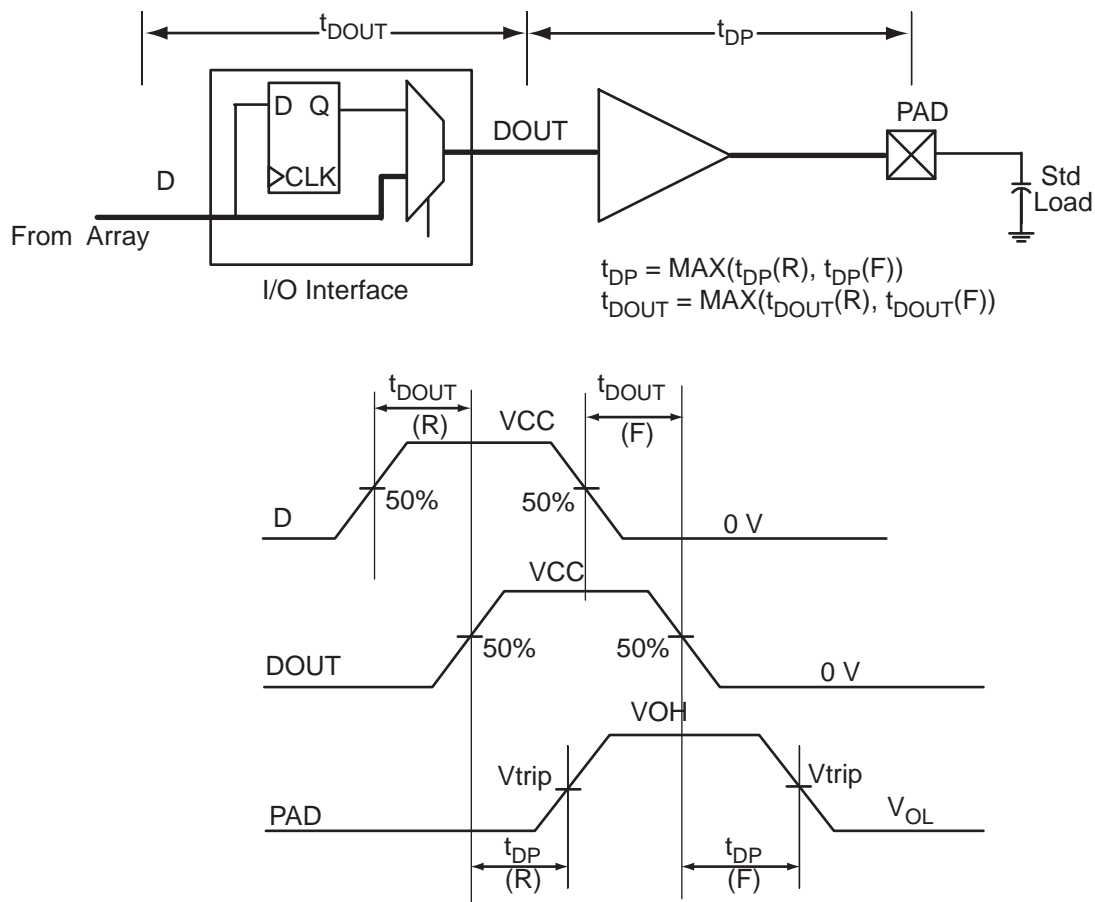 tDOUT
tDP
D Q
CLK
D
From Array
I/O Interface
DOUT
PAD
Std
Load
tDP = MAX(tDP(R), tDP(F))
tDOUT = MAX(tDOUT(R), tDOUT(F))
tDOUT
(R)
tDOUT
(F)
VCC
50%
50%
D
0 V
VCC
50%
50%
DOUT
0 V
VOH
Vtrip
Vtrip
PAD
VOL
tDP
(R)
tDP
(F)